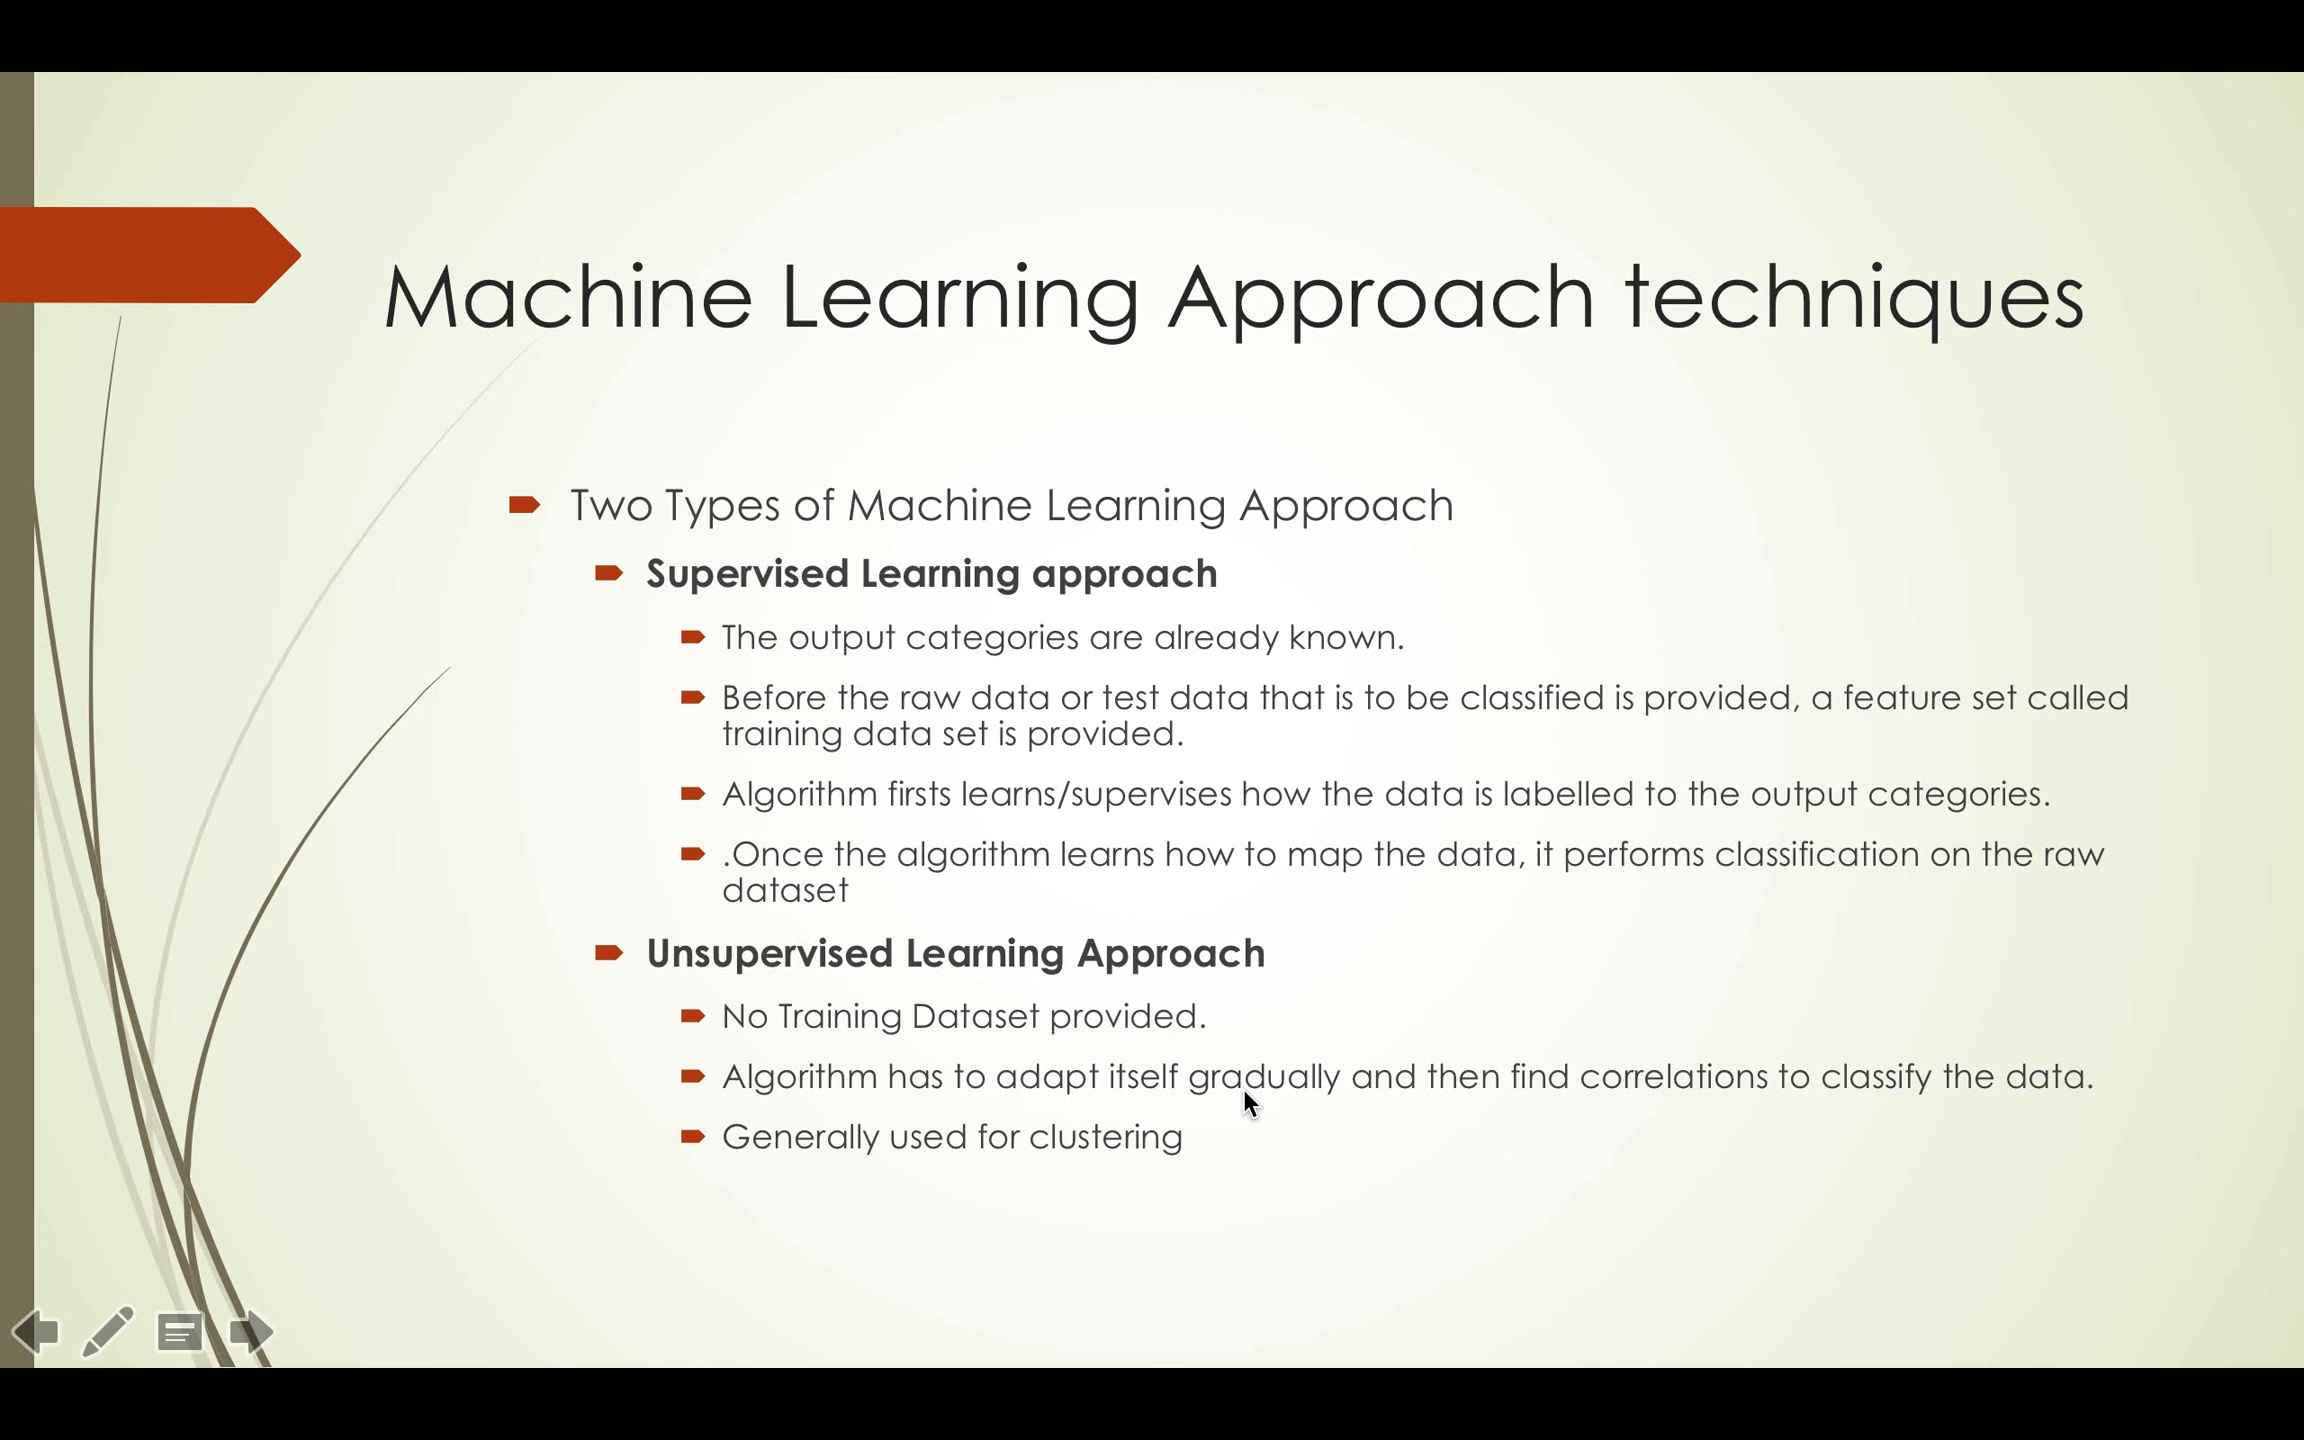 Machine Learning Approach techniques
Two Types of Machine Learning Approach
Supervised Learning approach
The output categories are already known.
Before the raw data or test data that is to be classified is provided, a feature set called
training data set is provided.
Algorithm firsts learns/supervises how the data is labelled to the output categories.
.Once the algorithm learns how to map the data, it performs classification on the raw
dataset
Unsupervised Learning Approach
No Training Dataset provided.
Algorithm has to adapt itself gradually and then find correlations to classify the data.
Generally used for clustering